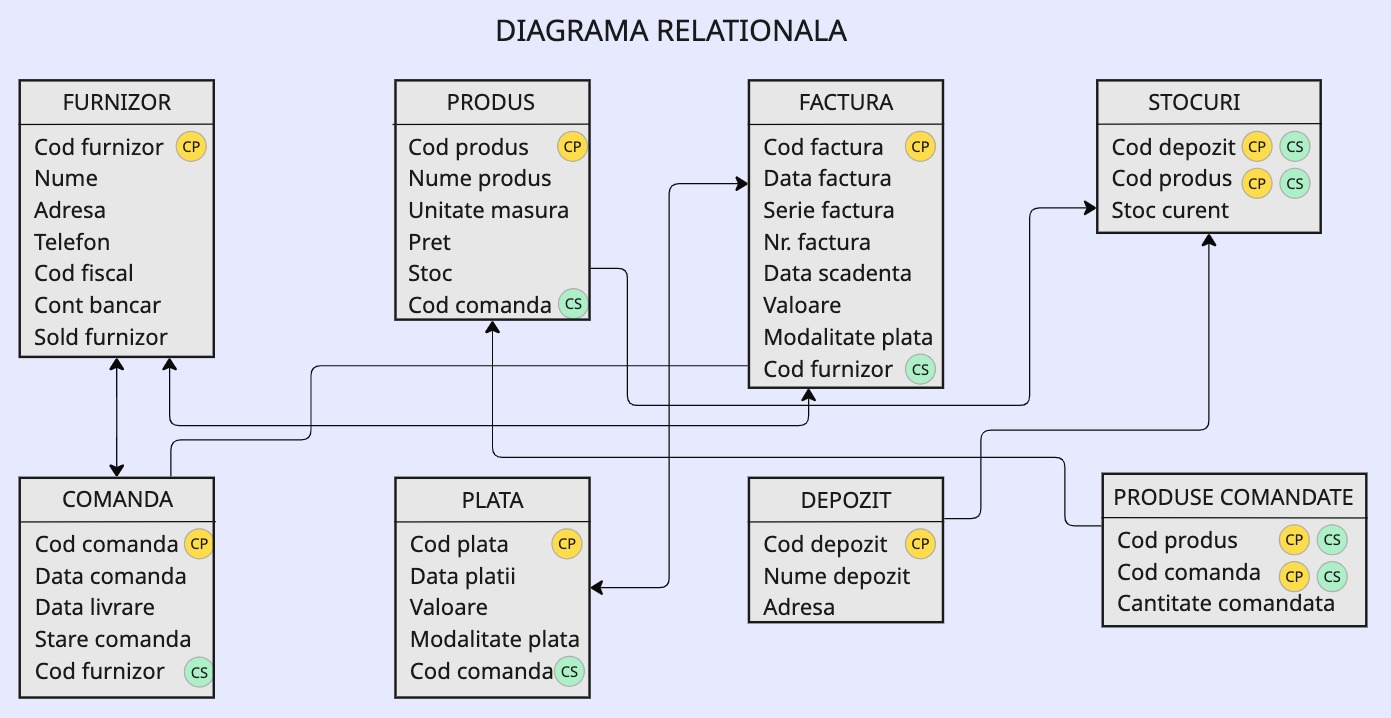 DIAGRAMA RELATIONALA
FURNIZOR
Cod furnizor CP
Nume
Adresa
Telefon
Cod fiscal
Cont bancar
Sold furnizor
PRODUS
Cod produs CP
Nume produs
Unitate masura
Pret
Stoc
Cod comanda CS
FACTURA
Cod factura CP
Data factura
Serie factura
Nr. factura
Data scadenta
Valoare
Modalitate plata
Cod furnizor CS
STOCURI
Cod depozit CP CS
Cod produs CP CS
Stoc curent
COMANDA
Cod comanda CP
Data comanda
Data livrare
Stare comanda
Cod furnizor CS
PLATA
Cod plata CP
Data platii
Valoare
Modalitate plata
Cod comanda CS
DEPOZIT
Cod depozit CP
Nume depozit
Adresa
PRODUSE COMANDATE
Cod produs CP CS
Cod comanda CP CS
Cantitate comandata